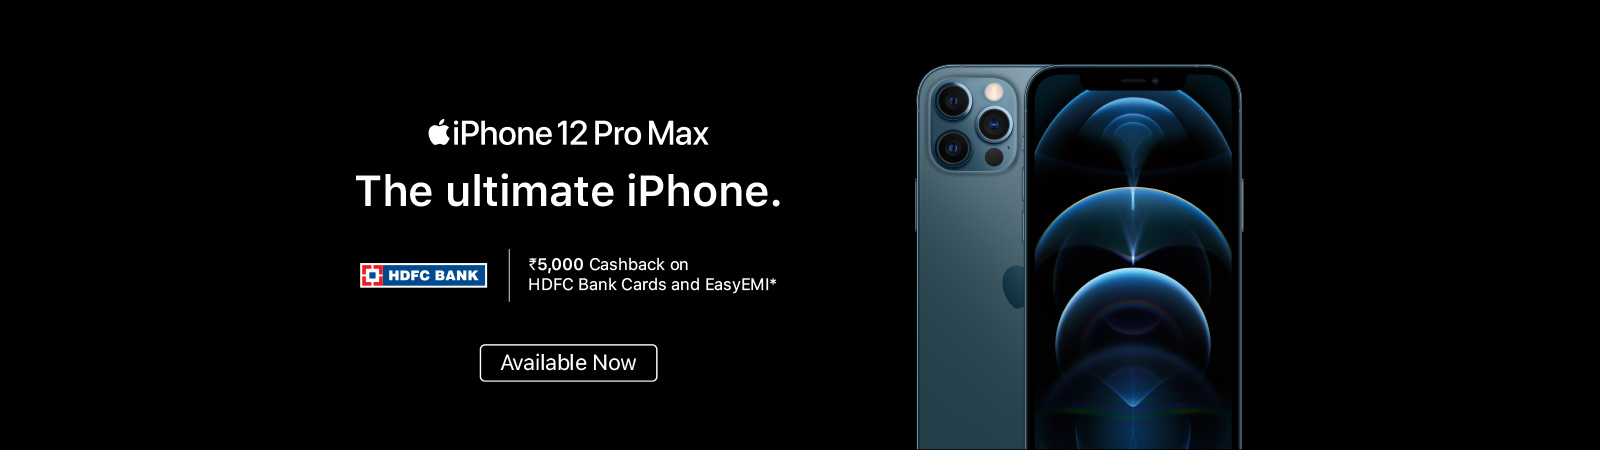 iPhone 12 Pro Max
The ultimate iPhone.
HDFC BANK
₹5,000 Cashback on
HDFC Bank Cards and EasyEMI*
Available Now